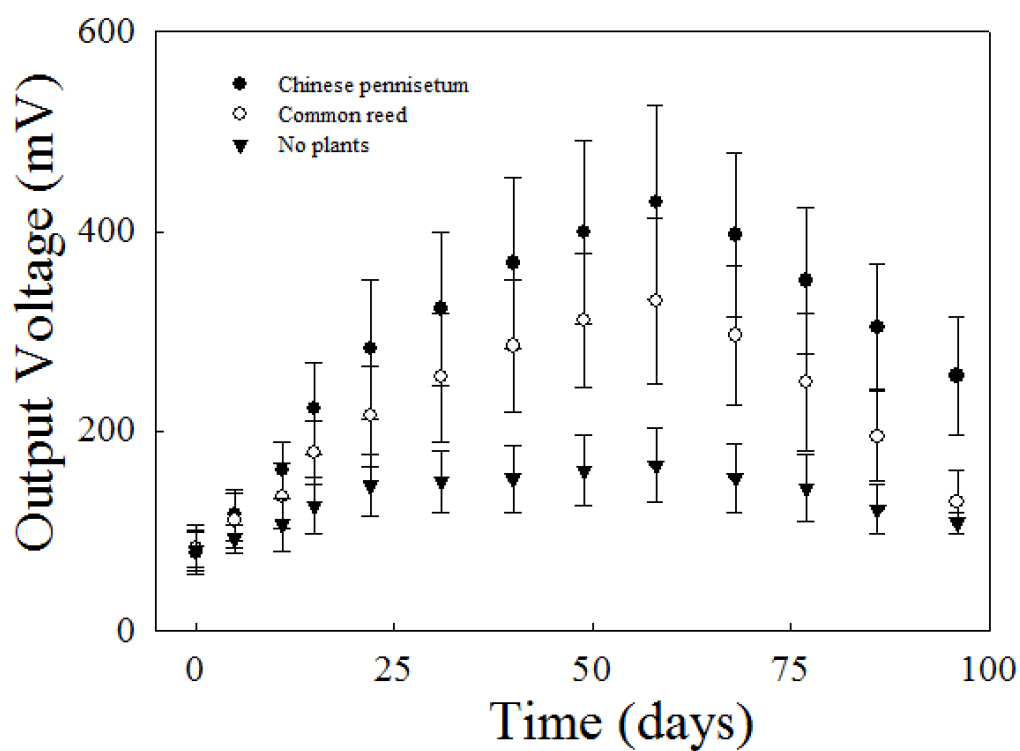 600
400
200
0
Output Voltage (mV)
Chinese pennisetum
Common reed
No plants
0 25 50 75 100
Time (days)